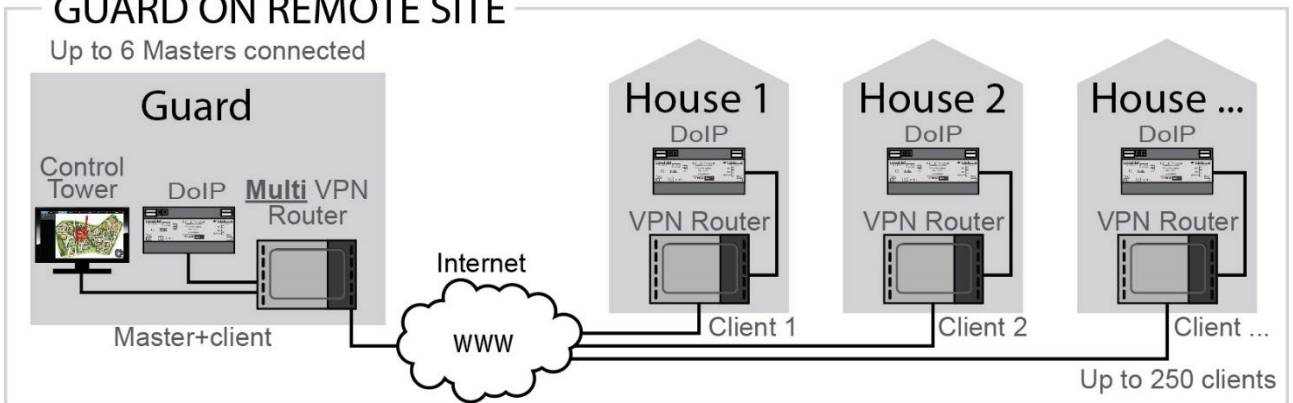 GUARD ON REMOTE SITE
Up to 6 Masters connected
Guard
Control
Tower
DoIP
Multi VPN
Router
Master+client
Internet
WWW
House 1
DoIP
VPN Router
Client 1
House 2
DoIP
VPN Router
Client 2
House ...
DoIP
VPN Router
Client ...
Up to 250 clients